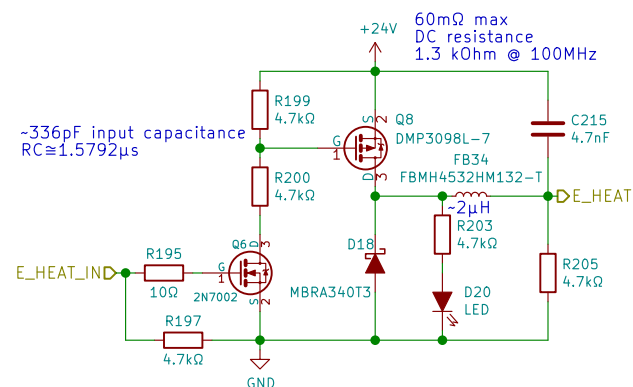 60mΩ max
DC resistance
1.3 kOhm @ 100MHz
+24V
R199
4.7kΩ
S
2
Q8
DMP3098L-7
C215
4.7nF
~336pF input capacitance
RC≅1.5792µs
G
1
D
3
R200
4.7kΩ
FB34
FBMH4532HM132-T
E_HEAT
~2µH
R203
4.7kΩ
Q6
D
3
D18
R195
10Ω
E_HEAT_IN
G
1
R205
4.7kΩ
2N7002
S
2
MBRA340T3
D20
LED
R197
4.7kΩ
GND